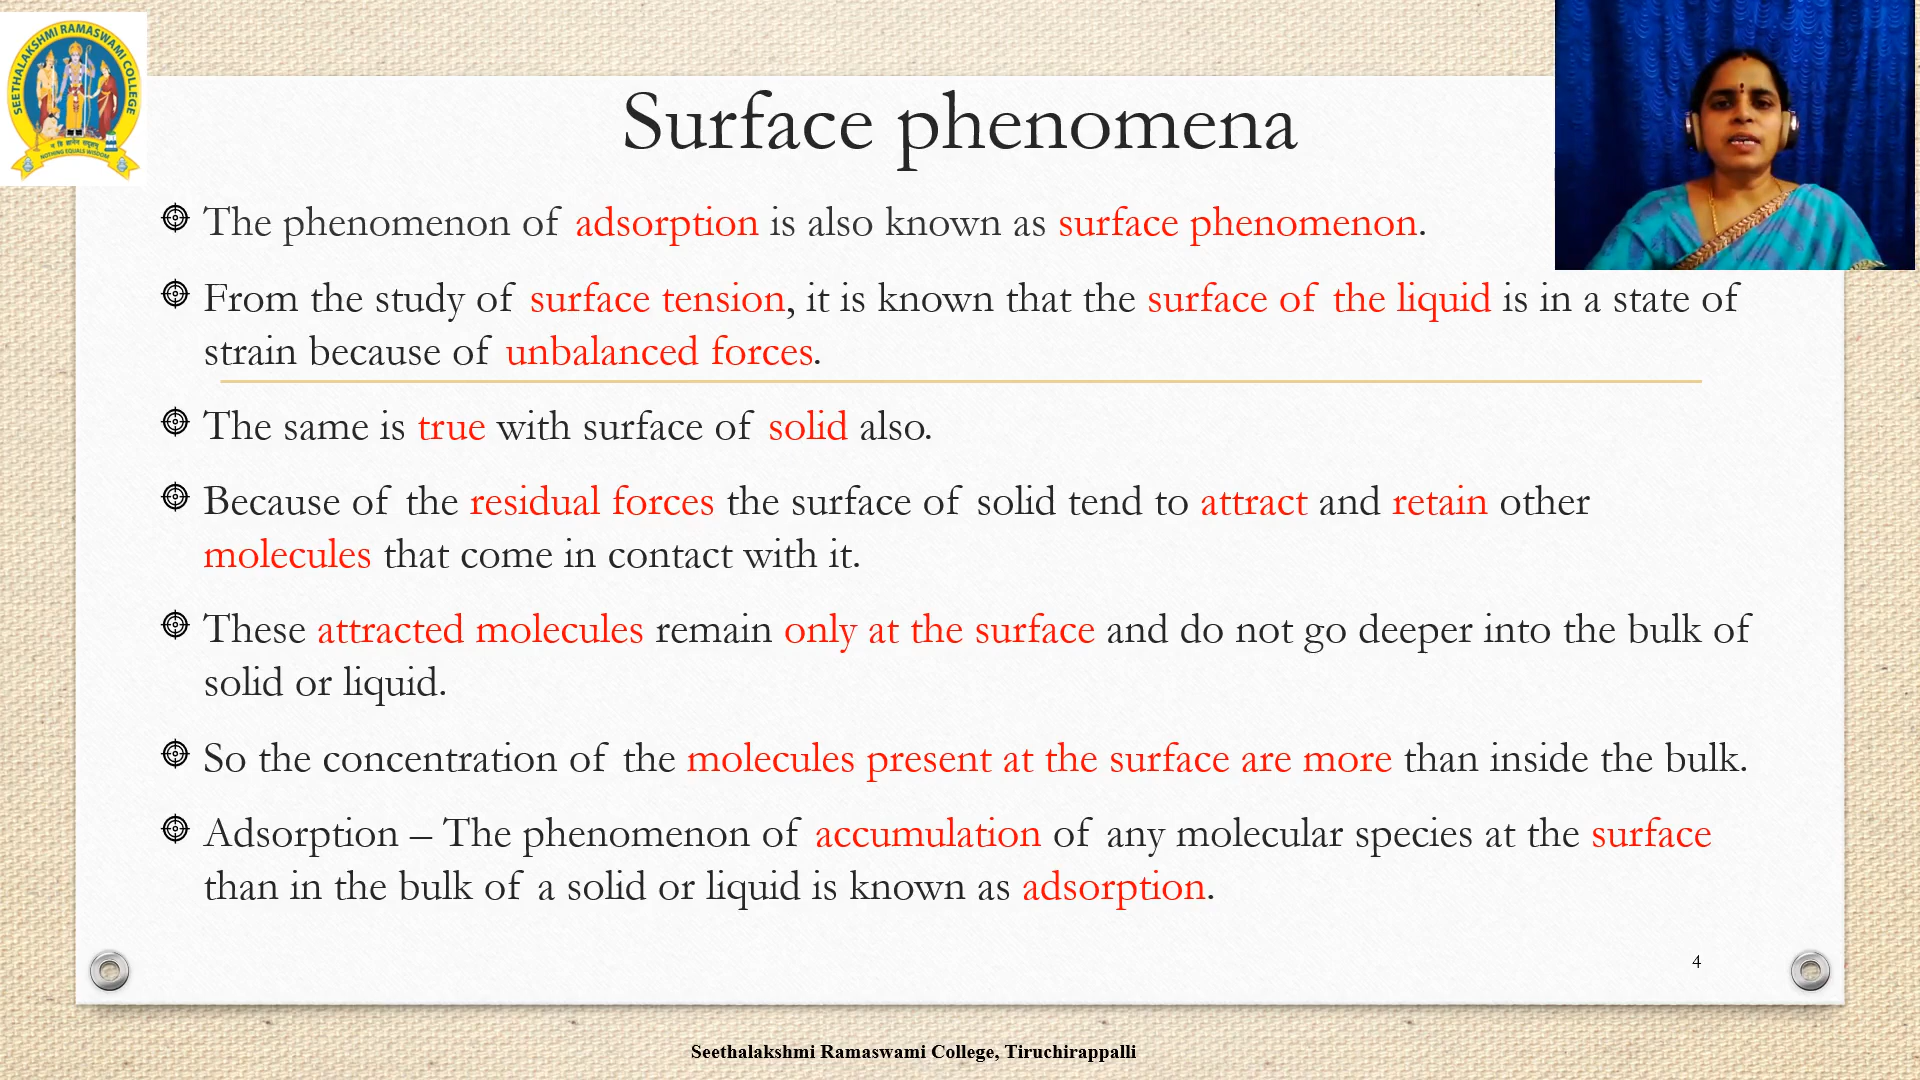 SEETHALAKSHMI RAMASWAMI COLLEGE
NOTHING EQUALS WISDOM
Surface phenomena
The phenomenon of adsorption is also known as surface phenomenon.
From the study of surface tension, it is known that the surface of the liquid is in a state of
strain because of unbalanced forces.
The same is true with surface of solid also.
Because of the residual forces the surface of solid tend to attract and retain other
molecules that come in contact with it.
These attracted molecules remain only at the surface and do not go deeper into the bulk of
solid or liquid.
So the concentration of the molecules present at the surface are more than inside the bulk.
Adsorption – The phenomenon of accumulation of any molecular species at the surface
than in the bulk of a solid or liquid is known as adsorption.
4
Seethalakshmi Ramaswami College, Tiruchirappalli